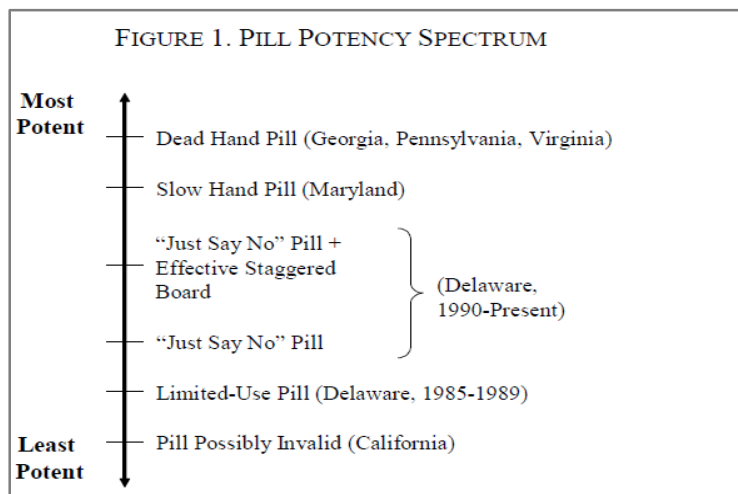 FIGURE 1. PILL POTENCY SPECTRUM
Most
Potent
Dead Hand Pill (Georgia, Pennsylvania, Virginia)
Slow Hand Pill (Maryland)
“Just Say No” Pill +
Effective Staggered
Board
(Delaware,
1990-Present)
“Just Say No” Pill
Limited-Use Pill (Delaware, 1985-1989)
Pill Possibly Invalid (California)
Least
Potent